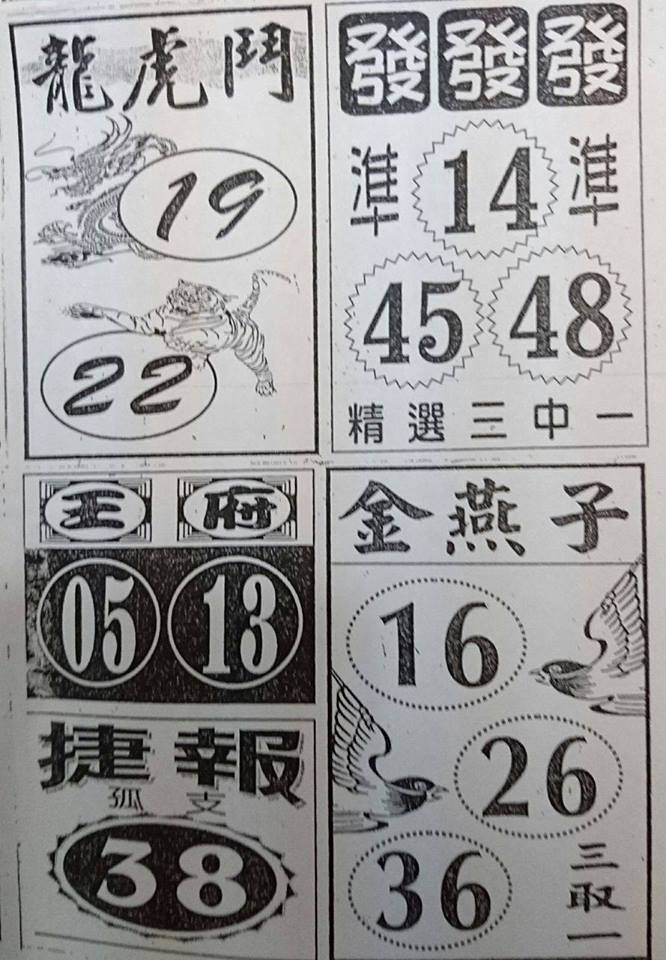 龍虎鬥
19
22
發發發
準 14 準
45 48
精選三中一
王府
05 13
捷報
孤支
38
金燕子
16
26
36
三取一